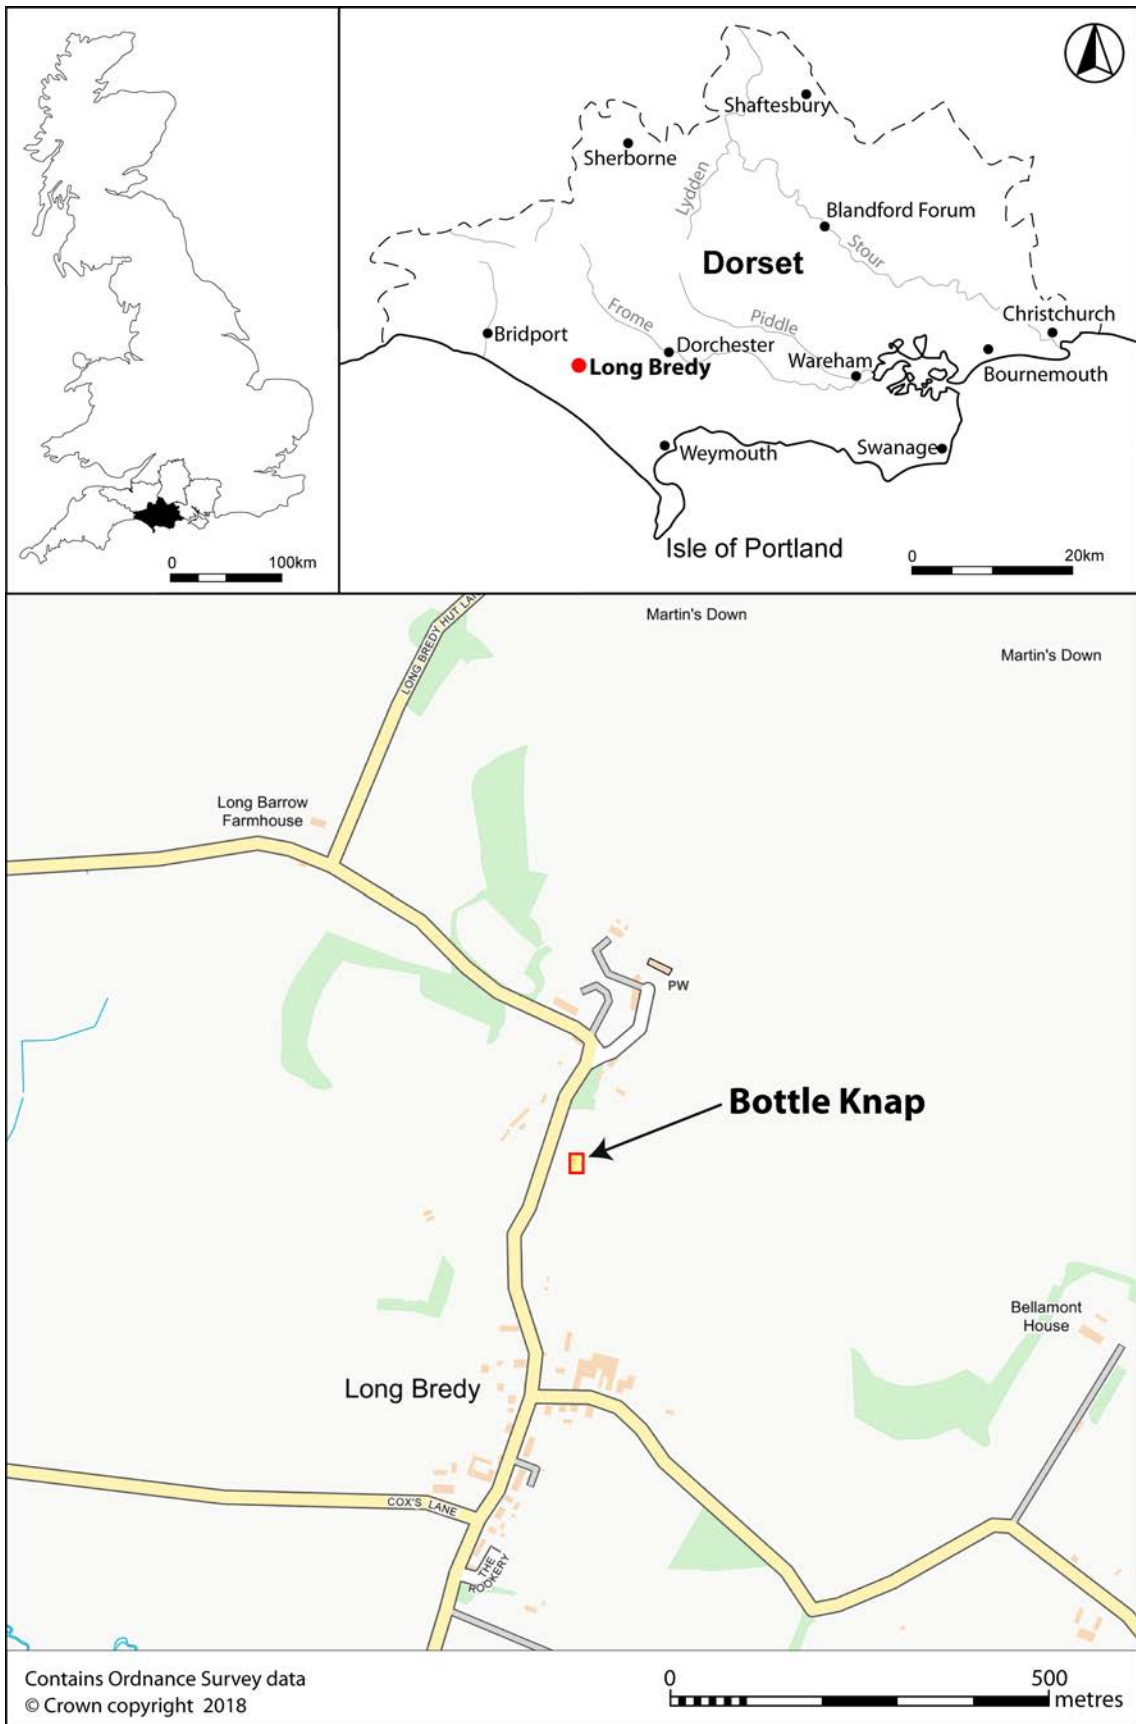 0
100km
Shaftesbury
Sherborne
Lydden
Blandford Forum
Stour
Dorset
Christchurch
Frome
Piddle
Bridport
Dorchester
Wareham
Bournemouth
Long Bredy
Weymouth
Swanage
Isle of Portland
0
20km
Martin's Down
Martin's Down
LONG BREDY HUT LAN
Long Barrow
Farmhouse
PW
Bottle Knap
Bellamont
House
Long Bredy
COX'S LANE
THE
ROOKERY
Contains Ordnance Survey data
© Crown copyright 2018
0
500
metres